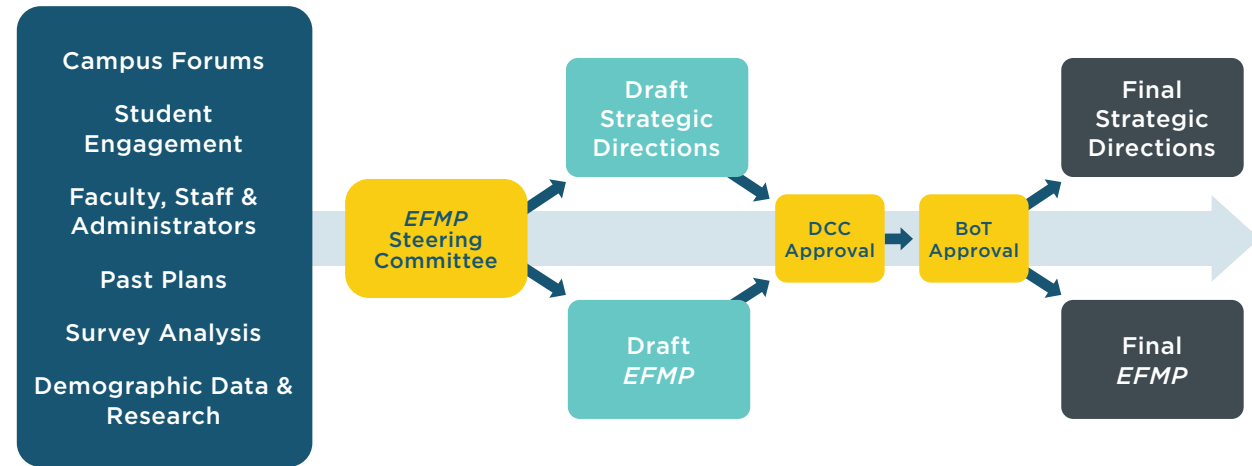 Campus Forums
Student
Engagement
Faculty, Staff &
Administrators
Past Plans
Survey Analysis
Demographic Data &
Research
EFMP
Steering
Committee
Draft
Strategic
Directions
Draft
EFMP
DCC
Approval
BoT
Approval
Final
Strategic
Directions
Final
EFMP